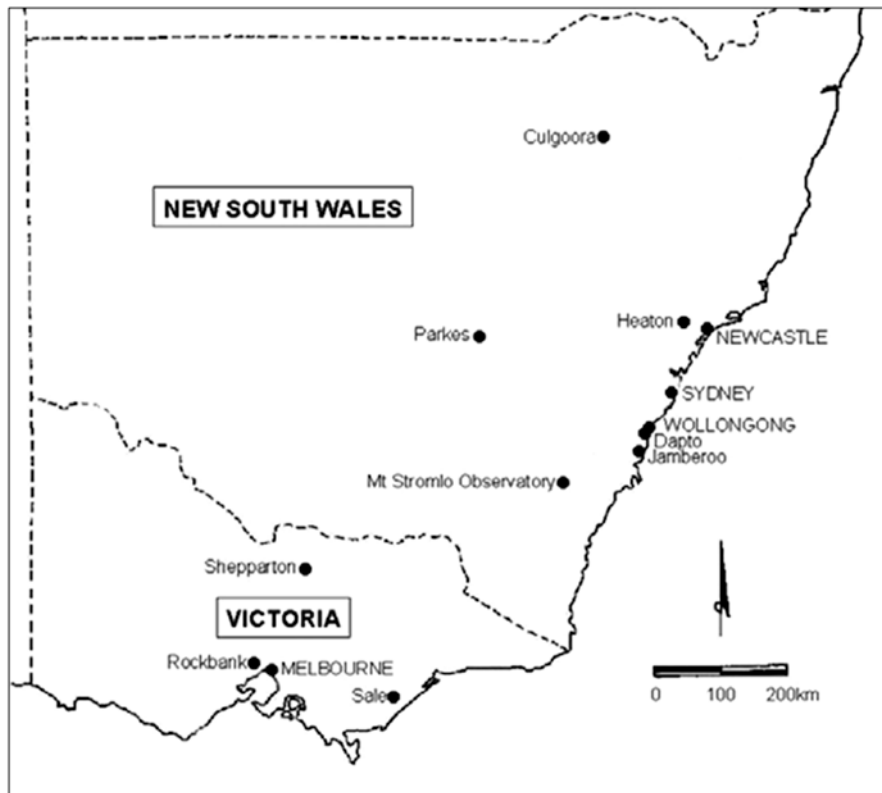 Culgoora
NEW SOUTH WALES
Heaton
NEWCASTLE
Parkes
SYDNEY
WOLLONGONG
Dapto
Jamberoo
Mt Stromlo Observatory
Shepparton
VICTORIA
Rockbank
MELBOURNE
Sale
0 100 200km